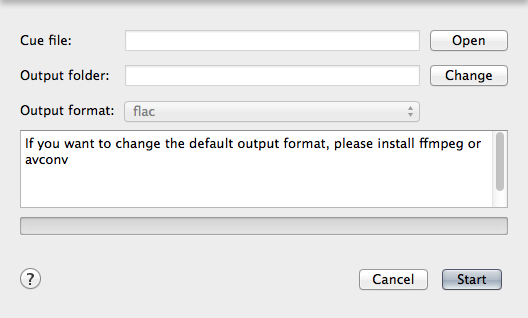 Cue file: Open
Output folder: Change
Output format: flac
If you want to change the default output format, please install ffmpeg or
avconv
? Cancel Start